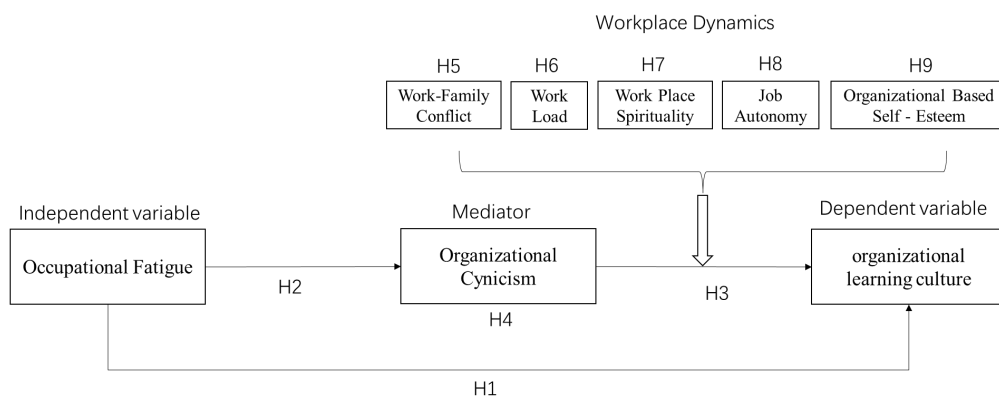 Workplace Dynamics
H5
H6
H7
H8
H9
Work-Family
Conflict
Work
Load
Work Place
Spirituality
Job
Autonomy
Organizational Based
Self - Esteem
Independent variable
Mediator
Dependent variable
Occupational Fatigue
Organizational
Cynicism
organizational
learning culture
H2
H3
H4
H1